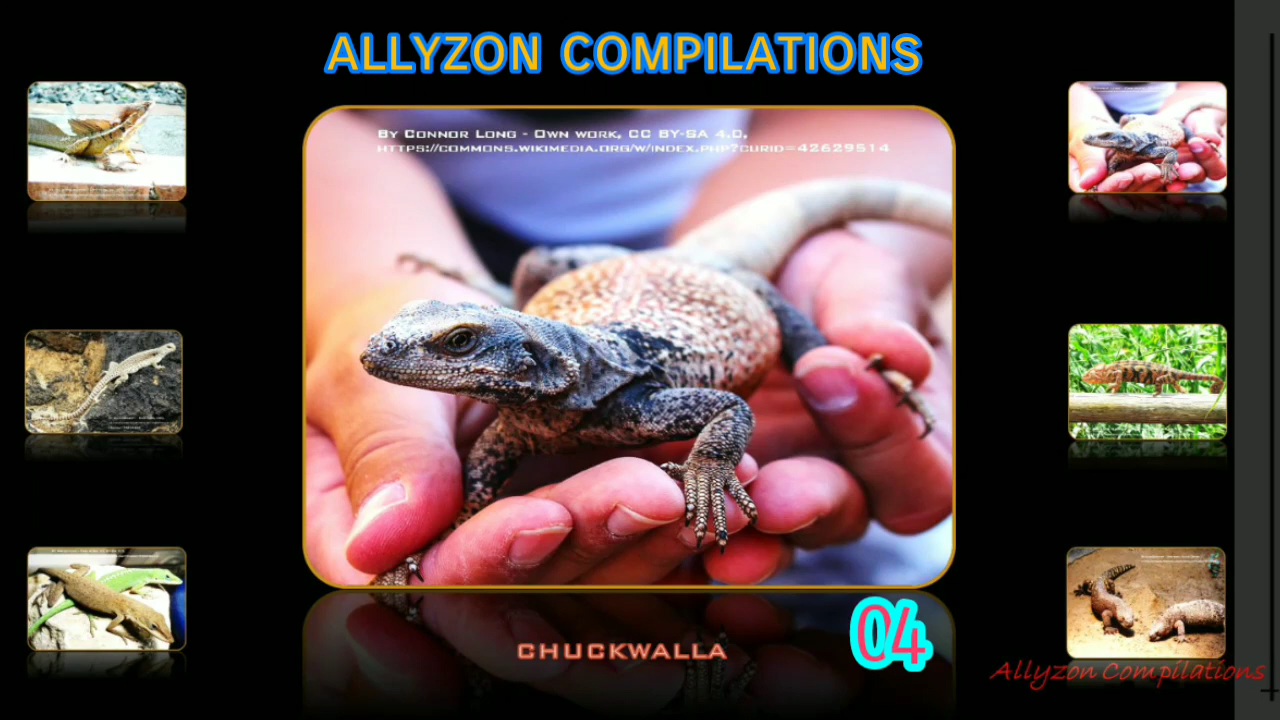 ALLYZON COMPILATIONS
By Connor Long - Own work, CC BY-SA 4.0,
https://commons.wikimedia.org/w/index.php?curid=42629514
CHUCKWALLA
04
Allyzon Compilations